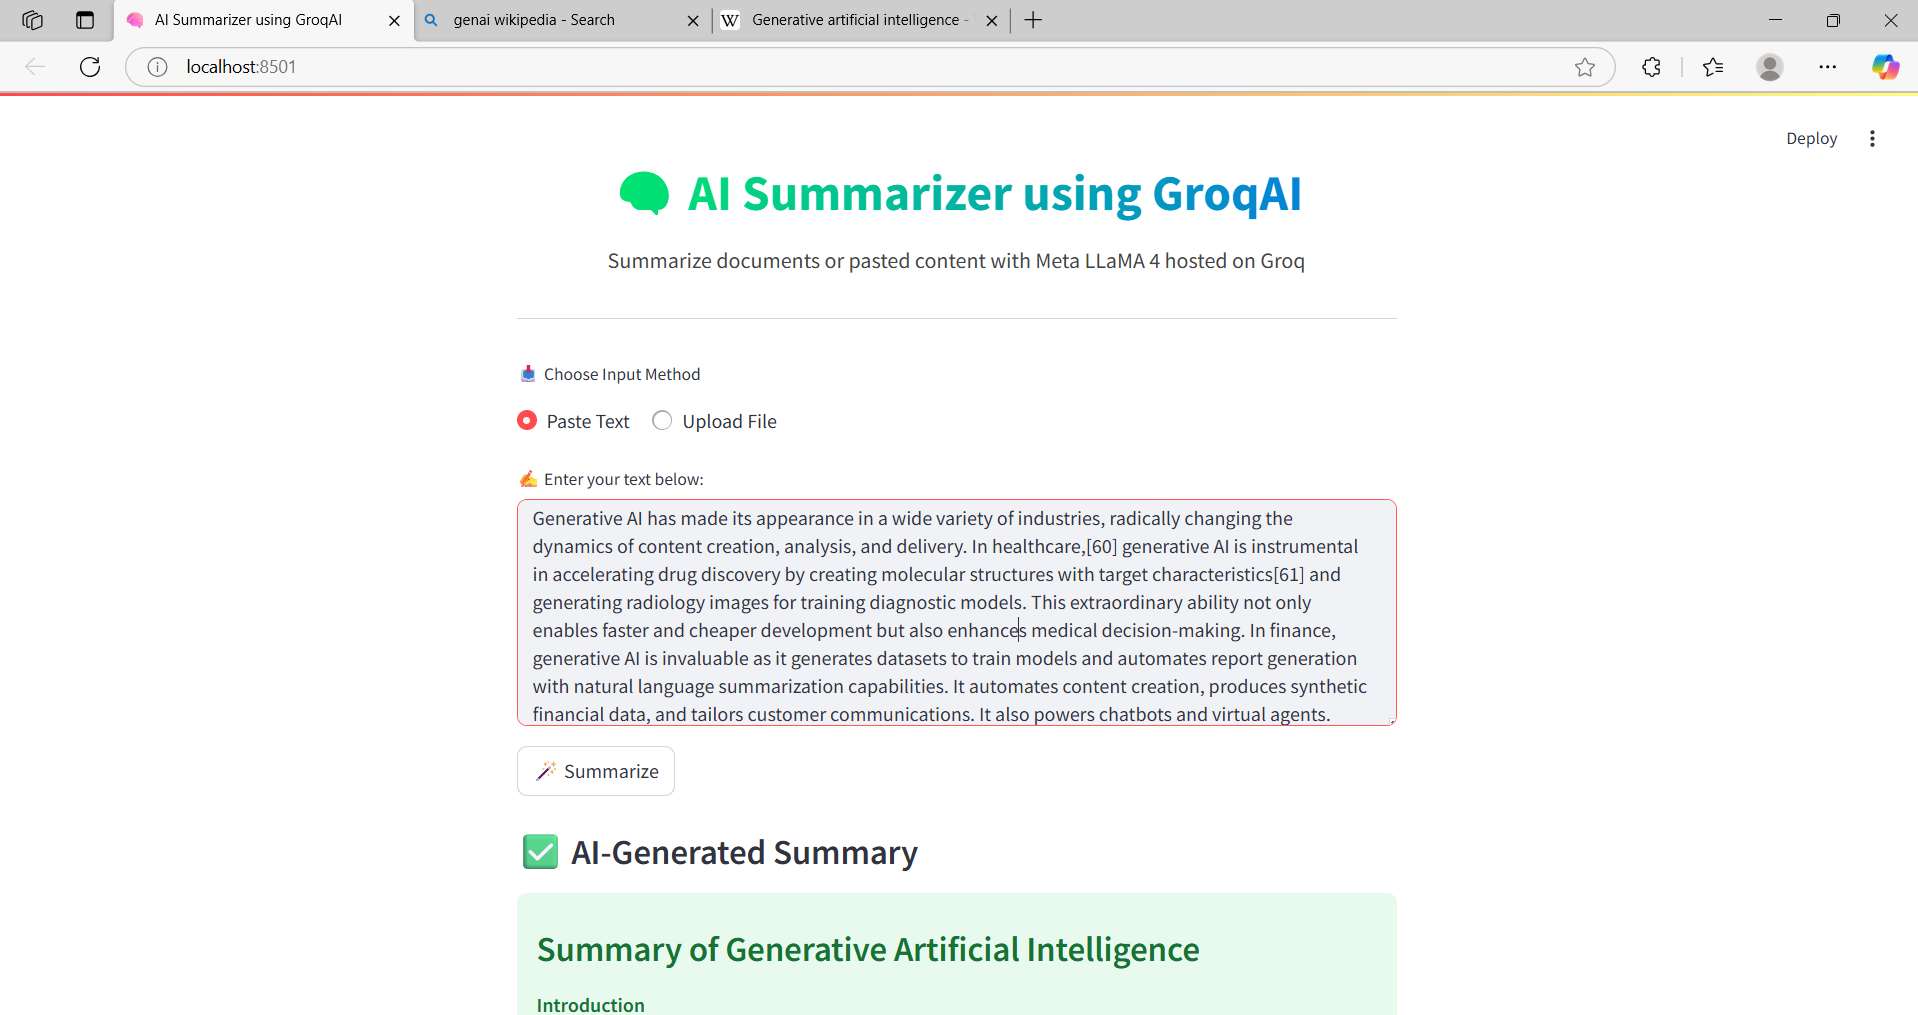 AI Summarizer using GroqAI
genai wikipedia - Search
Generative artificial intelligence -
localhost:8501
Deploy
AI Summarizer using GroqAI
Summarize documents or pasted content with Meta LLaMA 4 hosted on Groq
Choose Input Method
Paste Text
Upload File
Enter your text below:
Generative AI has made its appearance in a wide variety of industries, radically changing the
dynamics of content creation, analysis, and delivery. In healthcare,[60] generative AI is instrumental
in accelerating drug discovery by creating molecular structures with target characteristics[61] and
generating radiology images for training diagnostic models. This extraordinary ability not only
enables faster and cheaper development but also enhances medical decision-making. In finance,
generative AI is invaluable as it generates datasets to train models and automates report generation
with natural language summarization capabilities. It automates content creation, produces synthetic
financial data, and tailors customer communications. It also powers chatbots and virtual agents.
Summarize
AI-Generated Summary
Summary of Generative Artificial Intelligence
Introduction